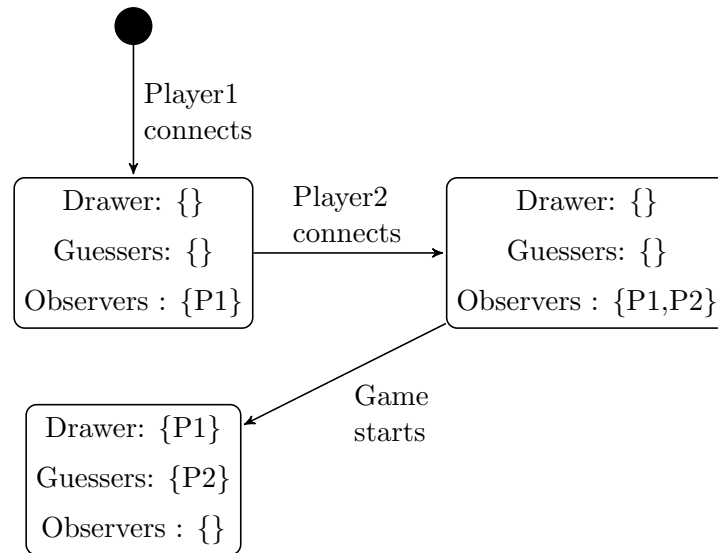 Player1
connects
Drawer: {}
Guessers: {}
Observers : {P1}
Player2
connects
Drawer: {}
Guessers: {}
Observers : {P1,P2}
Game
starts
Drawer: {P1}
Guessers: {P2}
Observers : {}